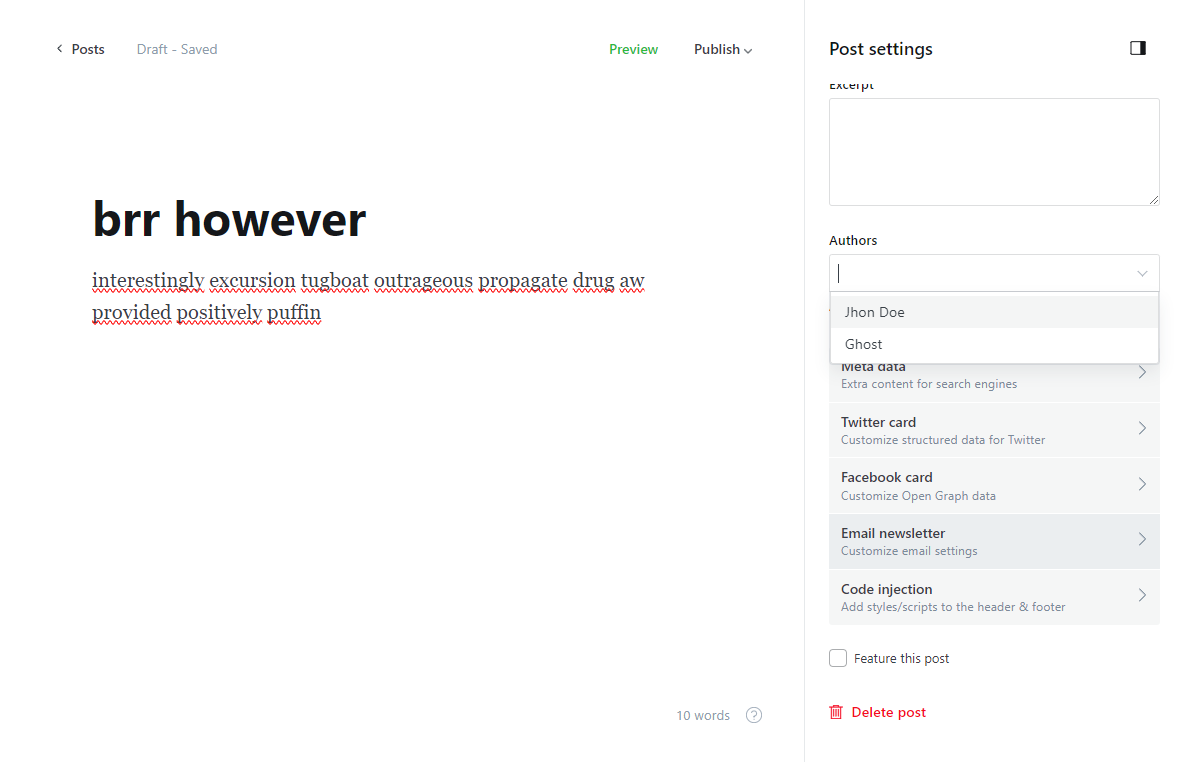 Posts
Draft - Saved
Preview
Publish
brr however
interestingly excursion tugboat outrageous propagate drug aw
provided positively puffin
10 words
?
Post settings
Excerpt
Authors
Jhon Doe
Ghost
Meta data
Extra content for search engines
Twitter card
Customize structured data for Twitter
Facebook card
Customize Open Graph data
Email newsletter
Customize email settings
Code injection
Add styles/scripts to the header & footer
Feature this post
Delete post